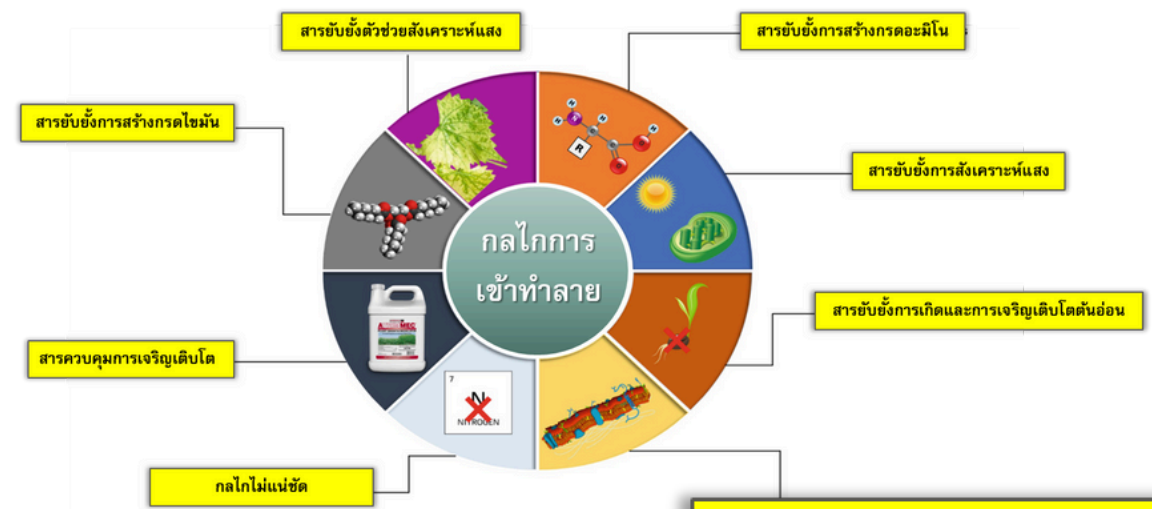 สารยับยั้งตัวช่วยสังเคราะห์แสง
สารยับยั้งการสร้างกรดอะมิโน
สารยับยั้งการสร้างกรดไขมัน
สารยับยั้งการสังเคราะห์แสง
กลไกการ
เข้าทำลาย
สารยับยั้งการเกิดและการเจริญเติบโตต้นอ่อน
สารควบคุมการเจริญเติบโต
กลไกไม่แน่ชัด
R
7
N
NITROGEN